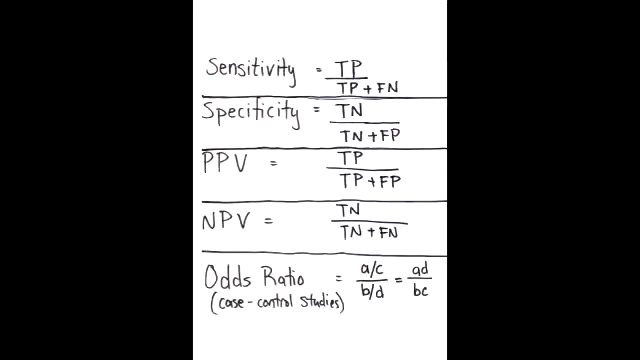 Sensitivity = TP / TP + FN
Specificity = TN / TN + FP
PPV = TP / TP + FP
NPV = TN / TN + FN
Odds Ratio = a/c / b/d = ad / bc
(case-control studies)